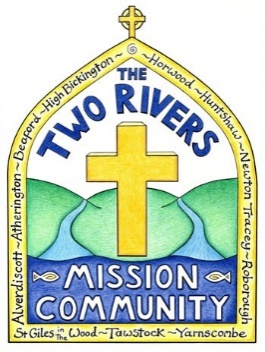 Alverdiscott~Atherington~Beaford~High Bickington~
~Horwood~Huntshaw~Newton Tracey~Roborough
THE
TWO RIVERS
MISSION
COMMUNITY
St Giles in The Wood~Tawstock~Yarnscombe